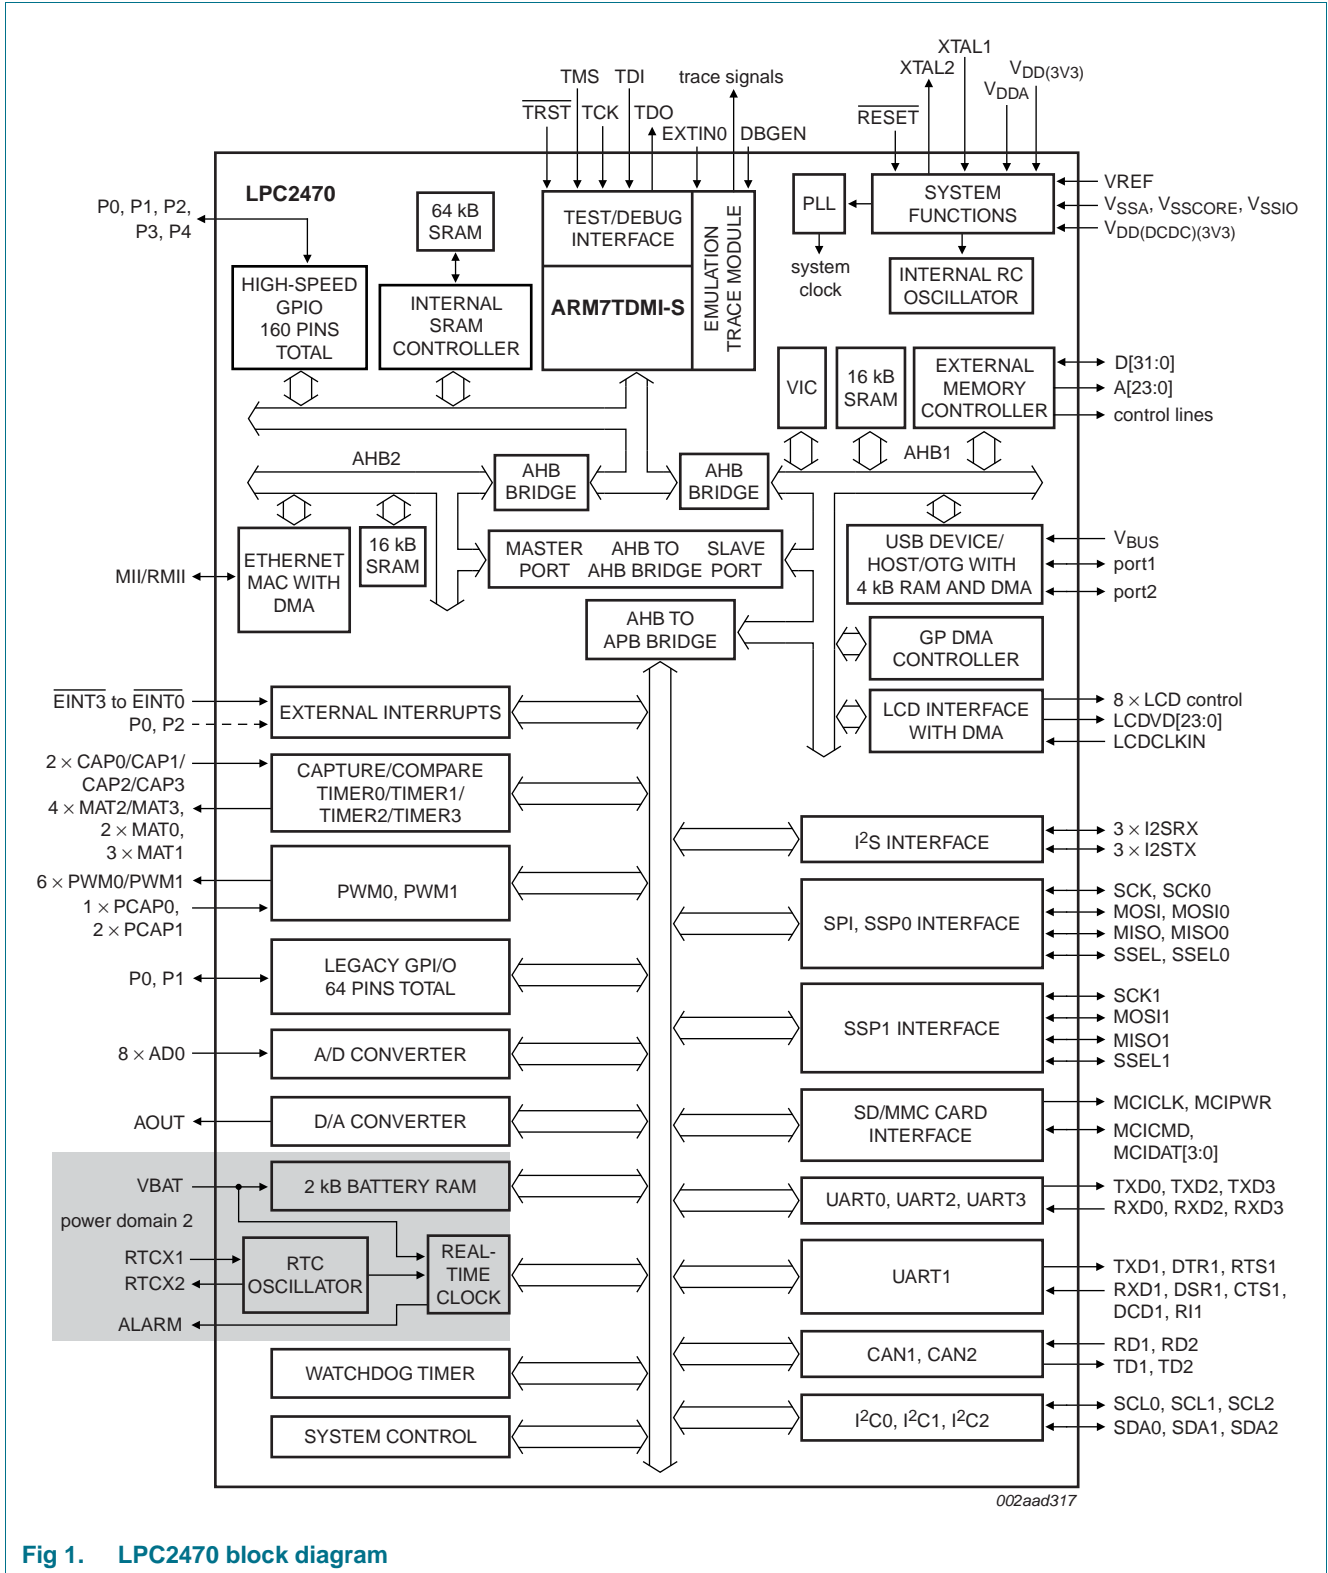 XTAL1
XTAL2
VDD(3V3)
VDDA
TMS
TDI
trace signals
TRST
TCK
TDO
EXTIN0
DBGEN
RESET
LPC2470
P0, P1, P2,
P3, P4
64 kB
SRAM
TEST/DEBUG
INTERFACE
EMULATION
TRACE MODULE
ARM7TDMI-S
PLL
system
clock
SYSTEM
FUNCTIONS
VREF
VSSA, VSSCORE, VSSIO
VDD(DCDC)(3V3)
INTERNAL RC
OSCILLATOR
HIGH-SPEED
GPIO
160 PINS
TOTAL
INTERNAL
SRAM
CONTROLLER
VIC
16 kB
SRAM
EXTERNAL
MEMORY
CONTROLLER
D[31:0]
A[23:0]
control lines
AHB2
AHB
BRIDGE
AHB
BRIDGE
AHB1
ETHERNET
MAC WITH
DMA
16 kB
SRAM
MII/RMII
MASTER
PORT
AHB TO
AHB BRIDGE
SLAVE
PORT
USB DEVICE/
HOST/OTG WITH
4 kB RAM AND DMA
VBUS
port1
port2
AHB TO
APB BRIDGE
GP DMA
CONTROLLER
LCD INTERFACE
WITH DMA
8 × LCD control
LCDVD[23:0]
LCDCLKIN
EINT3 to EINT0
P0, P2
EXTERNAL INTERRUPTS
2 × CAP0/CAP1/
CAP2/CAP3
4 × MAT2/MAT3,
2 × MAT0,
3 × MAT1
CAPTURE/COMPARE
TIMER0/TIMER1/
TIMER2/TIMER3
6 × PWM0/PWM1
1 × PCAP0,
2 × PCAP1
PWM0, PWM1
P0, P1
LEGACY GPI/O
64 PINS TOTAL
8 × AD0
A/D CONVERTER
AOUT
D/A CONVERTER
VBAT
2 kB BATTERY RAM
power domain 2
RTCX1
RTCX2
RTC
OSCILLATOR
REAL-
TIME
CLOCK
ALARM
WATCHDOG TIMER
SYSTEM CONTROL
I2S INTERFACE
3 × I2SRX
3 × I2STX
SPI, SSP0 INTERFACE
SCK, SCK0
MOSI, MOSI0
MISO, MISO0
SSEL, SSEL0
SSP1 INTERFACE
SCK1
MOSI1
MISO1
SSEL1
SD/MMC CARD
INTERFACE
MCICLK, MCIPWR
MCICMD,
MCIDAT[3:0]
UART0, UART2, UART3
TXD0, TXD2, TXD3
RXD0, RXD2, RXD3
UART1
TXD1, DTR1, RTS1
RXD1, DSR1, CTS1,
DCD1, RI1
CAN1, CAN2
RD1, RD2
TD1, TD2
I2C0, I2C1, I2C2
SCL0, SCL1, SCL2
SDA0, SDA1, SDA2
002aad317
Fig 1. LPC2470 block diagram